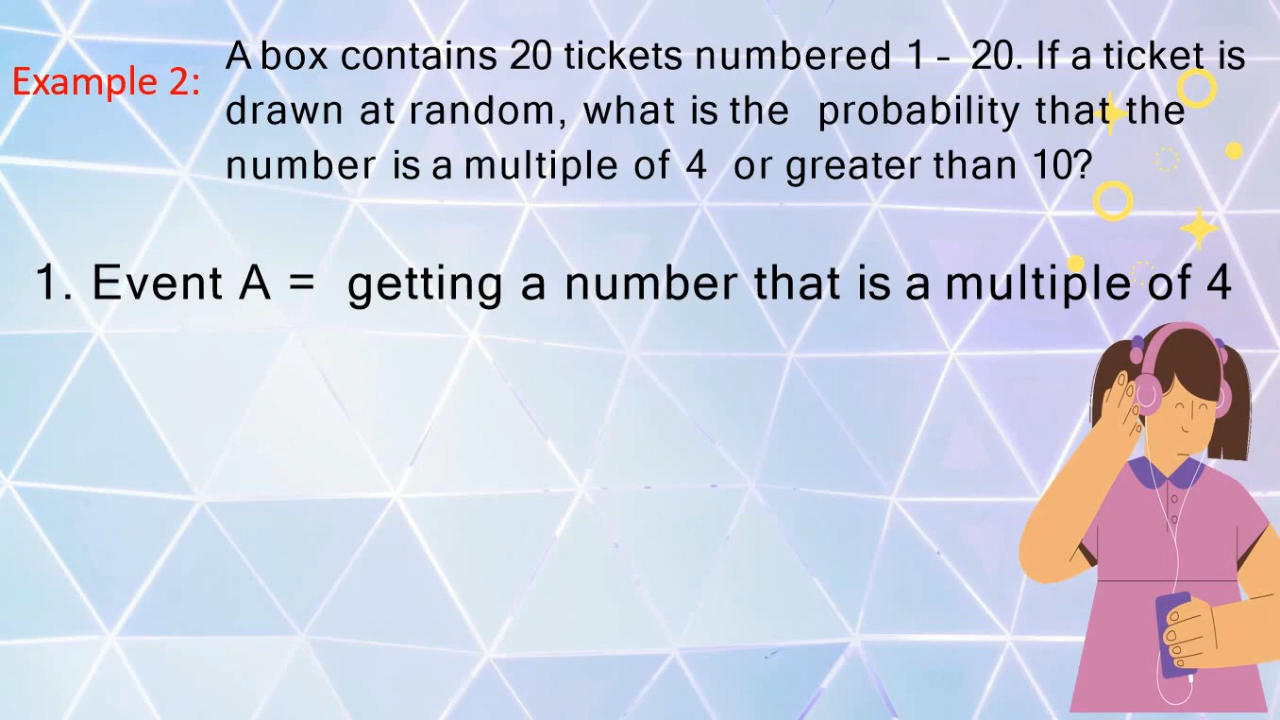 Example 2:
A box contains 20 tickets numbered 1 - 20. If a ticket is
drawn at random, what is the probability that the
number is a multiple of 4 or greater than 10?
1. Event A = getting a number that is a multiple of 4